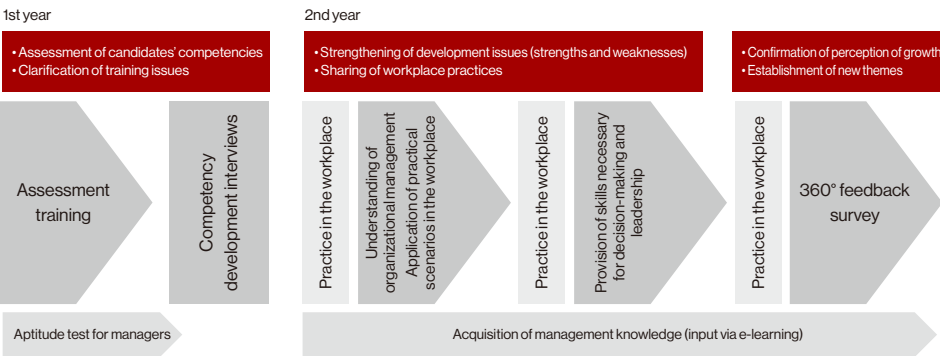 1st year
2nd year
• Assessment of candidates' competencies
• Clarification of training issues
• Strengthening of development issues (strengths and weaknesses)
• Sharing of workplace practices
• Confirmation of perception of growth
• Establishment of new themes
Assessment
training
Competency
development interviews
Practice in the workplace
Understanding of
organizational management
Application of practical
scenarios in the workplace
Practice in the workplace
Provision of skills necessary
for decision-making and
leadership
Practice in the workplace
360° feedback
survey
Aptitude test for managers
Acquisition of management knowledge (input via e-learning)